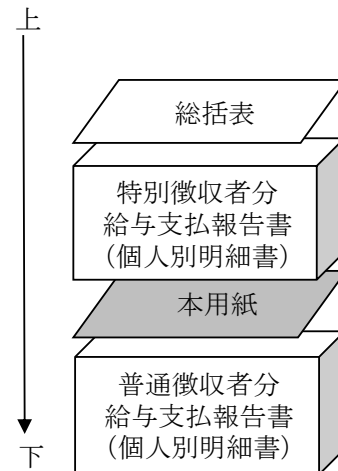 上
総括表
特別徴収者分
給与支払報告書
(個人別明細書)
本用紙
普通徴収者分
給与支払報告書
(個人別明細書)
下